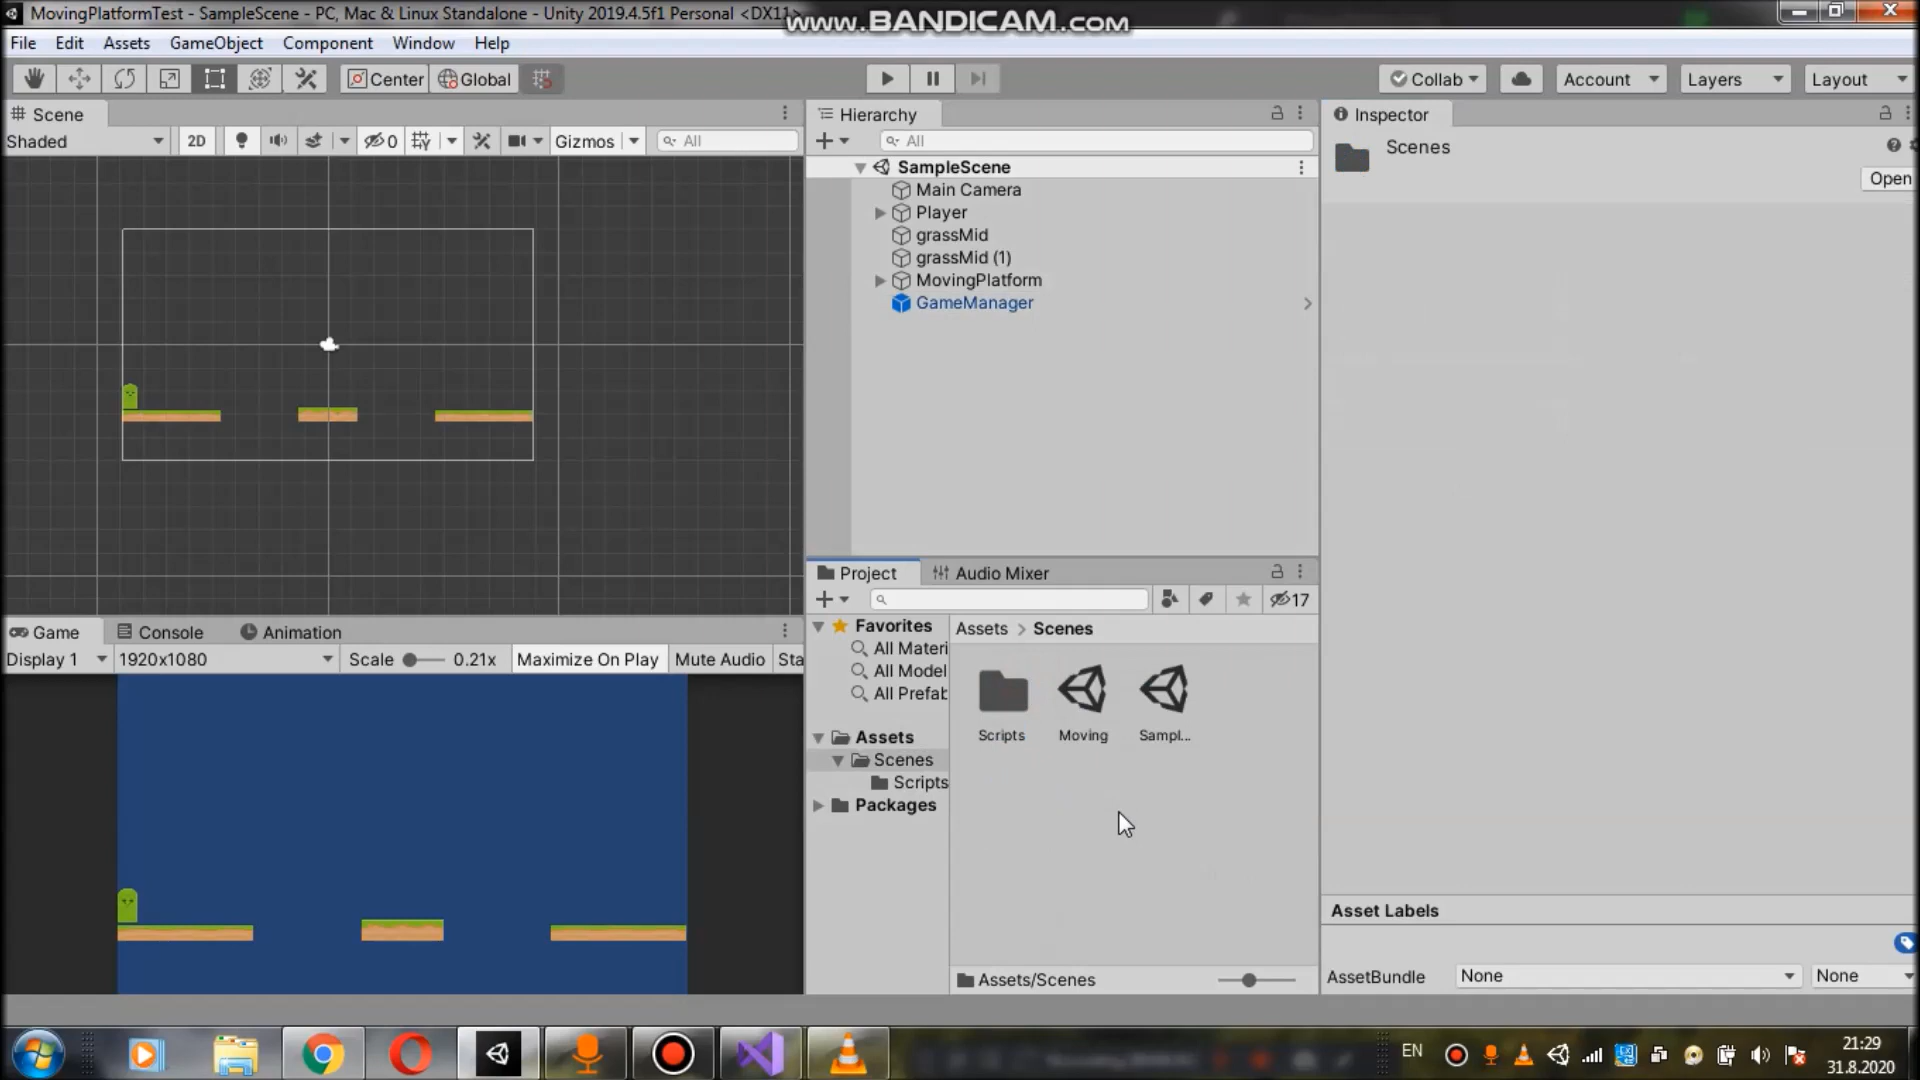 MovingPlatformTest - SampleScene - PC, Mac & Linux Standalone - Unity 2019.4.5f1 Personal <DX11>
www.BANDICAM.com
File Edit Assets GameObject Component Window Help
Center Global
Collab Account Layers Layout
Scene
Shaded 2D 0 Gizmos All
Hierarchy
All
SampleScene
Main Camera
Player
grassMid
grassMid (1)
MovingPlatform
GameManager
Inspector
Scenes
Open
Project Audio Mixer
17
Favorites
All Materi
All Model
All Prefab
Assets
Scenes
Scripts
Packages
Assets > Scenes
Scripts
Moving
Sampl...
Assets/Scenes
Game Console Animation
Display 1 1920x1080 Scale 0.21x Maximize On Play Mute Audio Sta
Asset Labels
AssetBundle None None
EN
21:29
31.8.2020